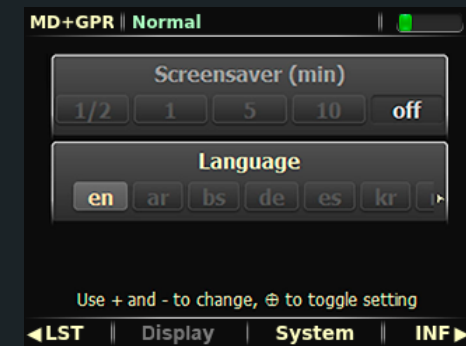 MD+GPR Normal
Screensaver (min)
1/2 1 5 10 off
Language
en ar bs de es kr
Use + and - to change, ⊕ to toggle setting
◀LST Display System INF▶